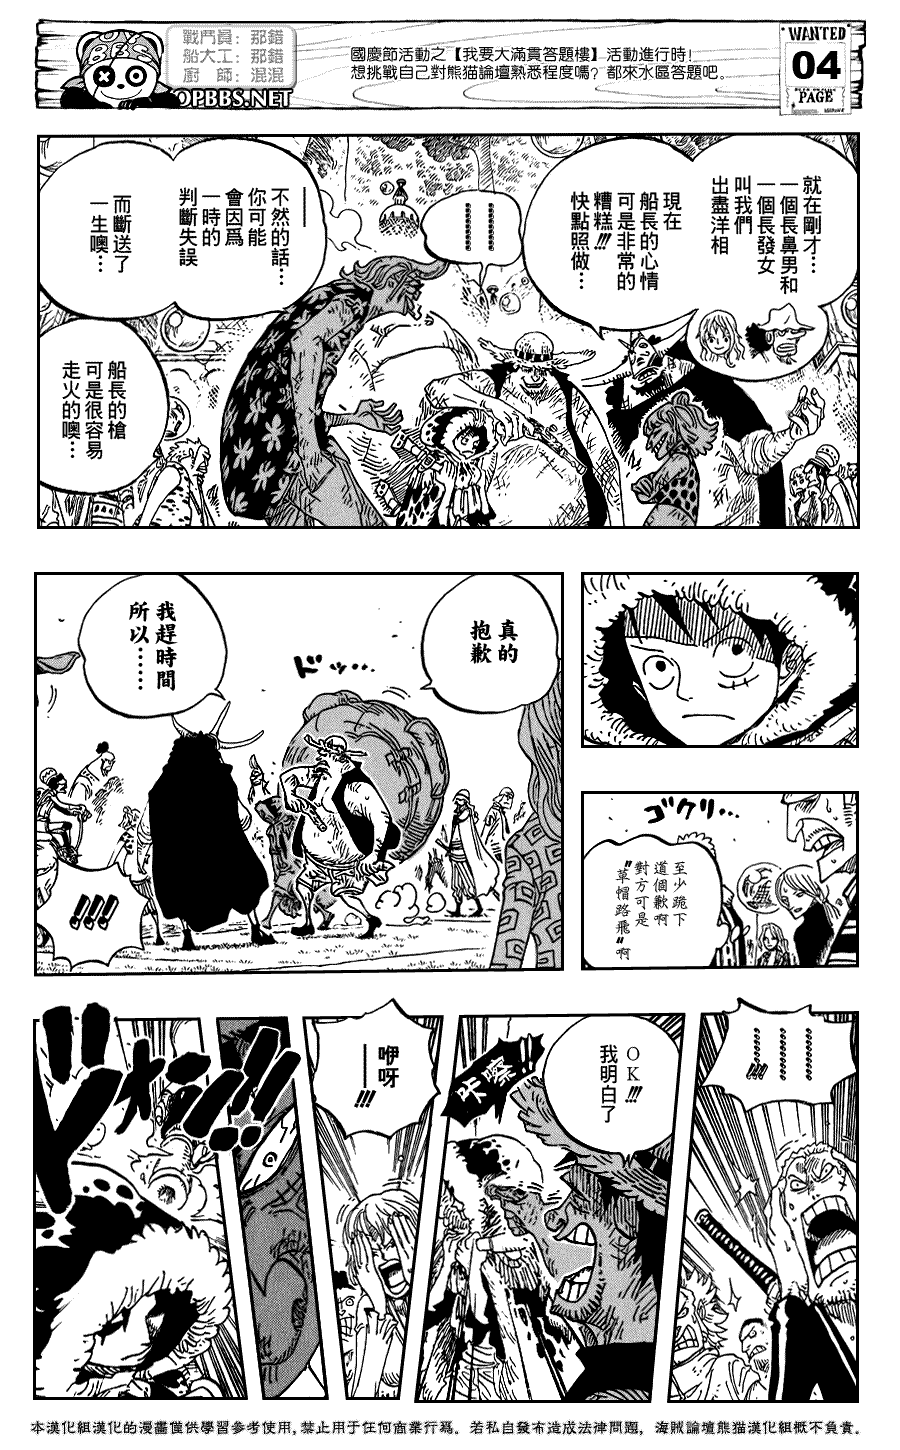 戰鬥員：那錯
船大工：那錯
廚　師：混混
OPBBS.NET
國慶節活動之【我要大滿貫答題樓】活動進行時！
想挑戰自己對熊猫論壇熟悉程度嗎？都來水區答題吧。
WANTED
04
PAGE
就在剛才…
一個長鼻男和
一個長發女
叫我們
出盡洋相
現在
船長的心情
可是非常的
糟糕!!!
快點照做…
………
………
不然的話…
你可能
會因爲
一時的
判斷失誤
而斷送了
一生噢…
船長的槍
可是很容易
走火的噢…
真的
抱歉
ドッ…
我趕時間
所以……
!!!!
ゴクリ…
至少跪下
道個歉啊
對方可是
"草帽路飛"啊
………
………!!!
OK!!!
我明白了
咿呀
——!!!
本漢化組漢化的漫畫僅供學習參考使用,禁止用于任何商業行爲。若私自發布造成法律問題，海賊論壇熊猫漢化組概不負責。